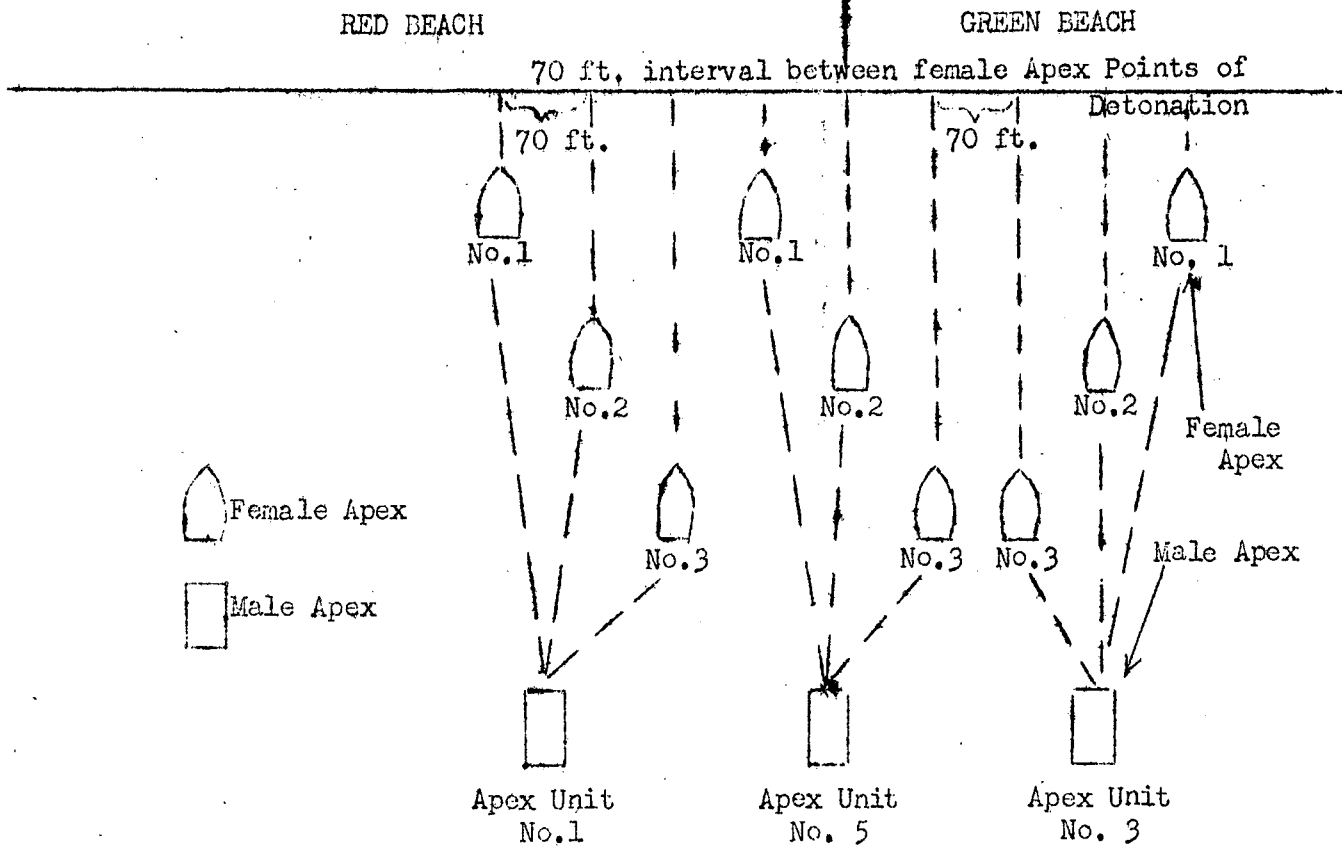 RED BEACH
GREEN BEACH
70 ft. interval between female Apex Points of
Detonation
70 ft.
70 ft.
No.1
No.1
No. 1
No.2
No.2
No.2
Female
Apex
Female Apex
No.3
No.3
No.3
Male Apex
Male Apex
Apex Unit
No.1
Apex Unit
No. 5
Apex Unit
No. 3